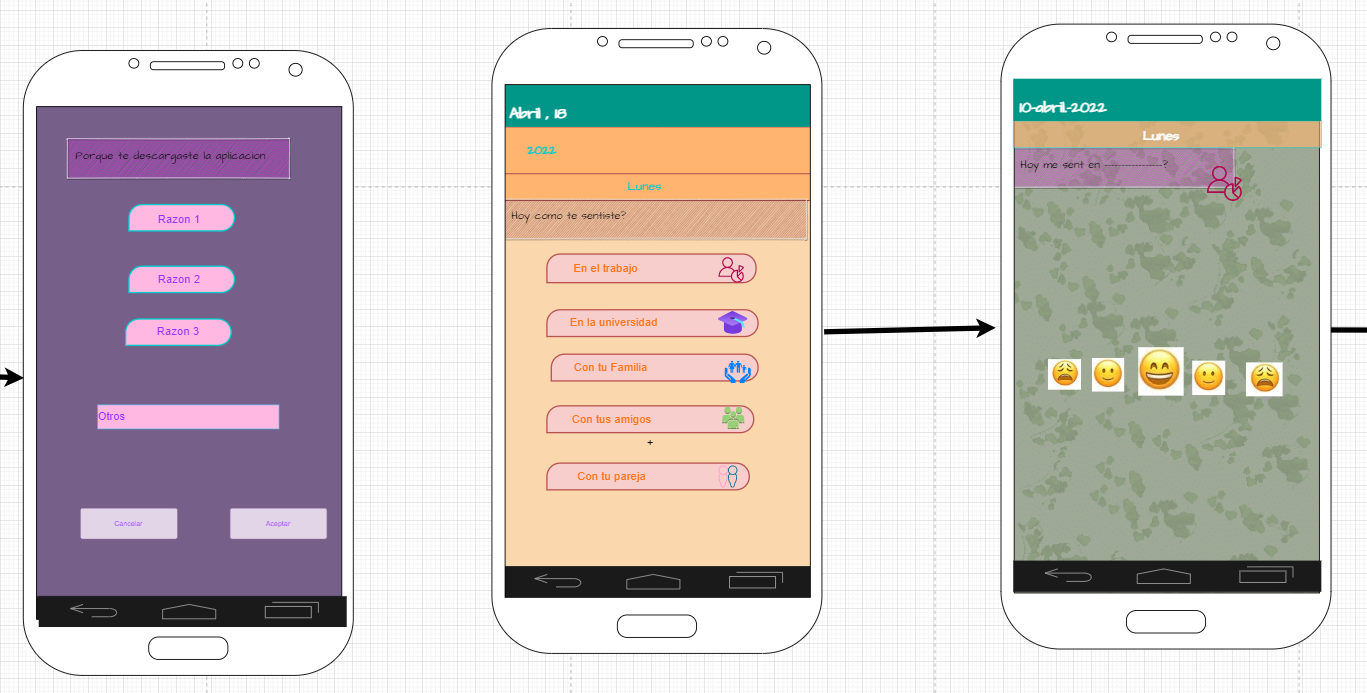 Porque te descargaste la aplicacion
Razon 1
Razon 2
Razon 3
Otros
Cancelar
Aceptar
Abril , 18
2022
Lunes
Hoy como te sentiste?
En el trabajo
En la universidad
Con tu Familia
Con tus amigos
+
Con tu pareja
10-abril-2022
Lunes
Hoy me sent en -----------------?